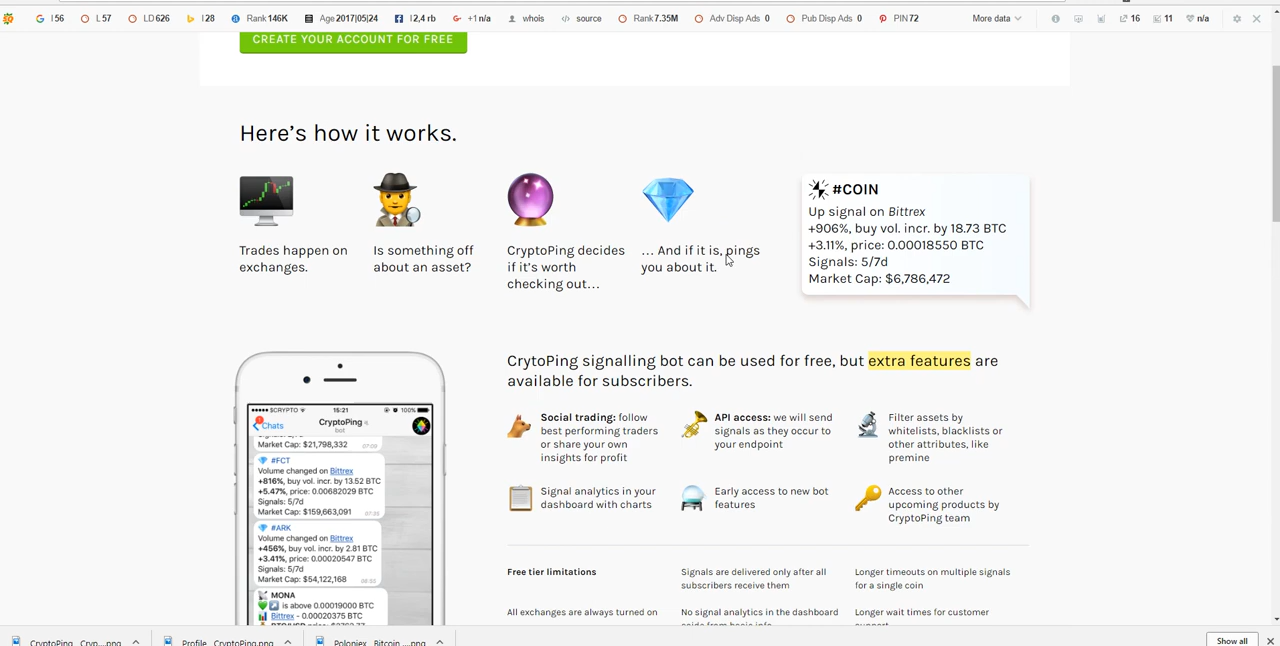 I 56 L 57 LD 626 I 28 Rank 146K Age 2017|05|24 I 2,4 rb +1 n/a whois source Rank 7.35M Adv Disp Ads 0 Pub Disp Ads 0 PIN 72 More data 16 11 n/a
CREATE YOUR ACCOUNT FOR FREE
Here's how it works.
Trades happen on
exchanges.
Is something off
about an asset?
CryptoPing decides
if it's worth
checking out...
... And if it is, pings
you about it.
#COIN
Up signal on Bittrex
+906%, buy vol. incr. by 18.73 BTC
+3.11%, price: 0.00018550 BTC
Signals: 5/7d
Market Cap: $6,786,472
$CRYPTO 15:21 100%
Chats CryptoPing
bot
Market Cap: $21,798,332 07:09
#FCT
Volume changed on Bittrex
+816%, buy vol. incr. by 13.52 BTC
+5.47%, price: 0.00682029 BTC
Signals: 5/7d
Market Cap: $159,663,091 07:35
#ARK
Volume changed on Bittrex
+456%, buy vol. incr. by 2.81 BTC
+3.41%, price: 0.00020547 BTC
Signals: 5/7d
Market Cap: $54,122,168
MONA
is above 0.00019000 BTC
Bittrex - 0.00020375 BTC
CrytoPing signalling bot can be used for free, but extra features are
available for subscribers.
Social trading: follow
best performing traders
or share your own
insights for profit
API access: we will send
signals as they occur to
your endpoint
Filter assets by
whitelists, blacklists or
other attributes, like
premine
Signal analytics in your
dashboard with charts
Early access to new bot
features
Access to other
upcoming products by
CryptoPing team
Free tier limitations
Signals are delivered only after all
subscribers receive them
Longer timeouts on multiple signals
for a single coin
All exchanges are always turned on
No signal analytics in the dashboard
aside from basic info
Longer wait times for customer
support
CryptoPing_Cryp....png Profile_CryptoPing.png Poloniex_Bitcoin_....png Show all